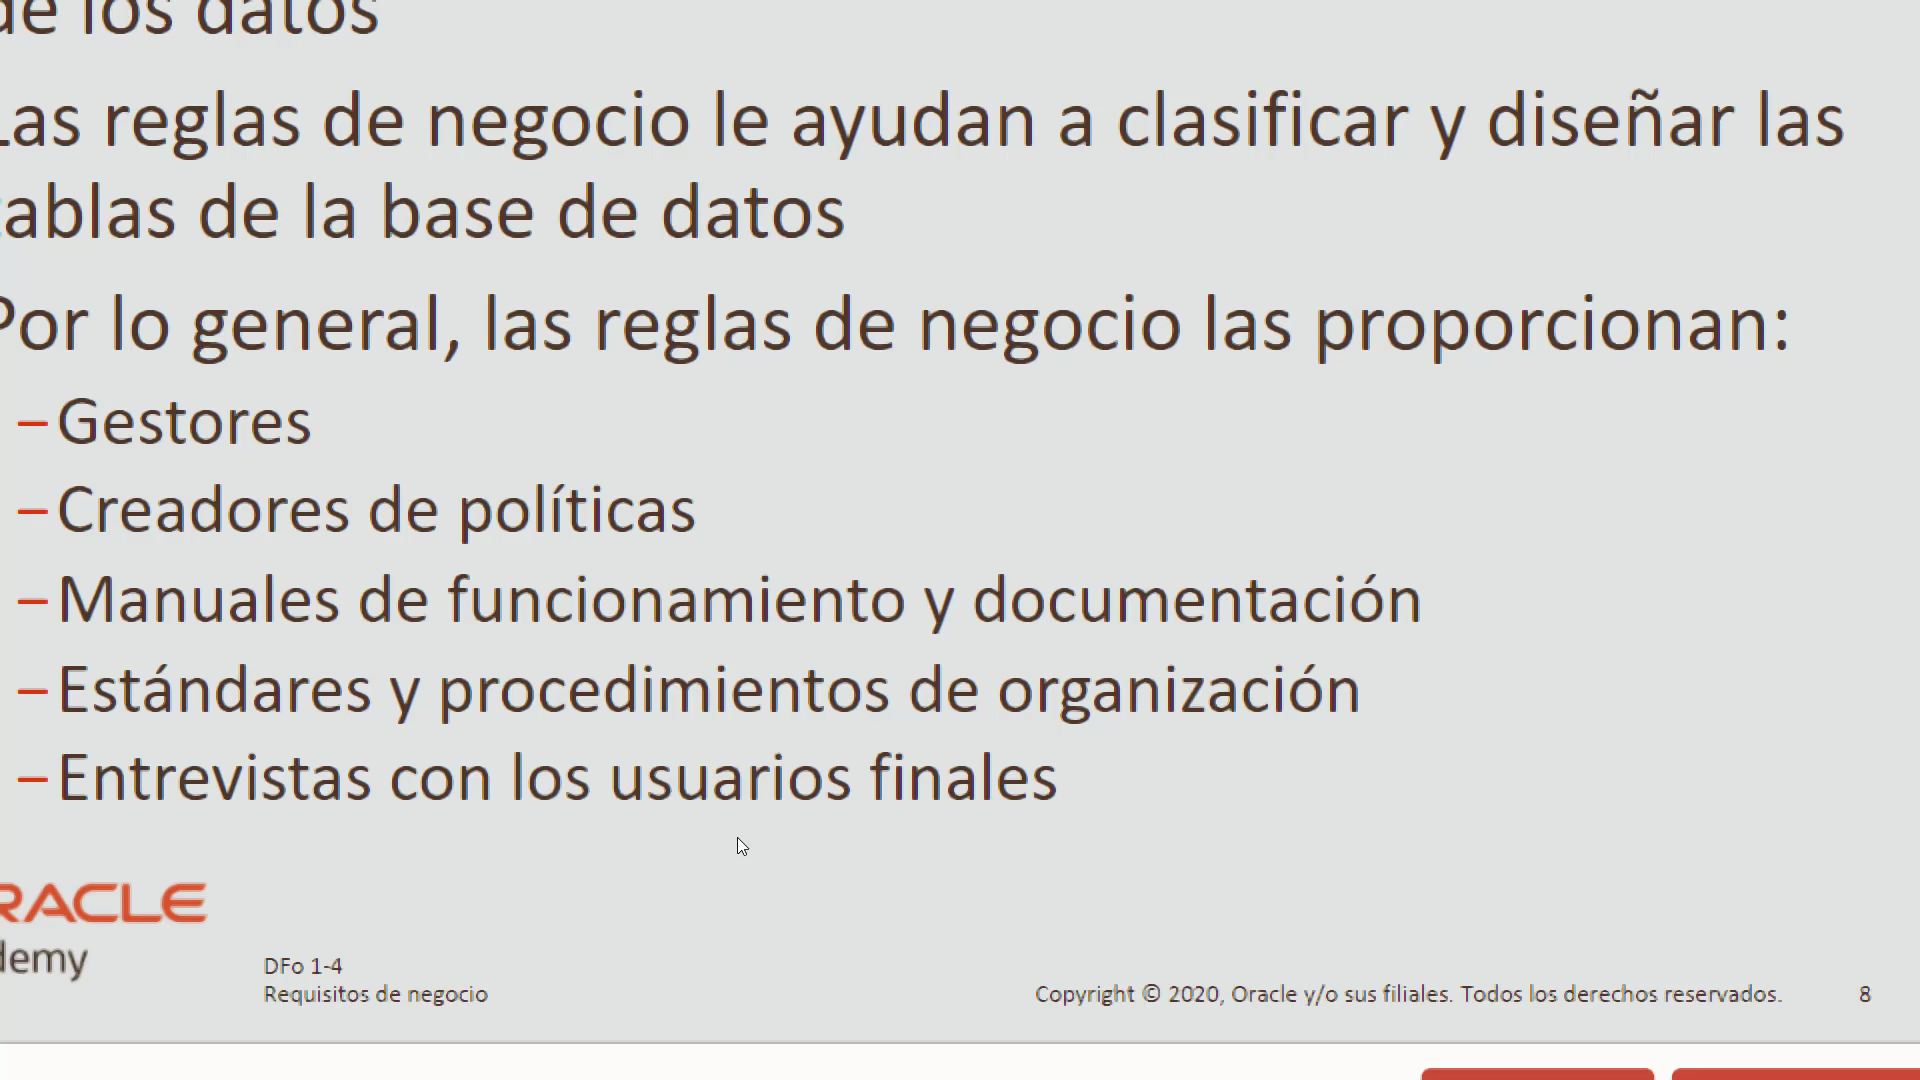 de los datos
Las reglas de negocio le ayudan a clasificar y diseñar las
tablas de la base de datos
Por lo general, las reglas de negocio las proporcionan:
–Gestores
–Creadores de políticas
–Manuales de funcionamiento y documentación
–Estándares y procedimientos de organización
–Entrevistas con los usuarios finales
RACLE
demy
DFo 1-4
Requisitos de negocio
Copyright © 2020, Oracle y/o sus filiales. Todos los derechos reservados.
8